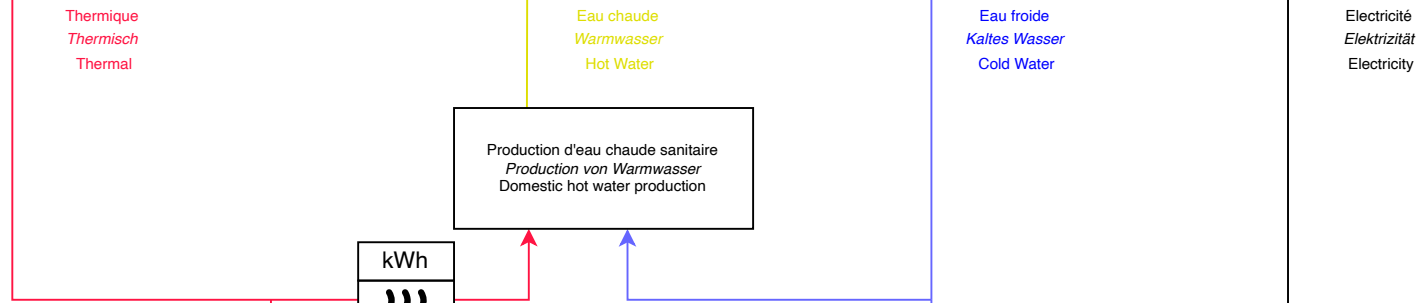 Thermique
Thermisch
Thermal
Eau chaude
Warmwasser
Hot Water
Eau froide
Kaltes Wasser
Cold Water
Electricité
Elektrizität
Electricity
Production d'eau chaude sanitaire
Production von Warmwasser
Domestic hot water production
kWh